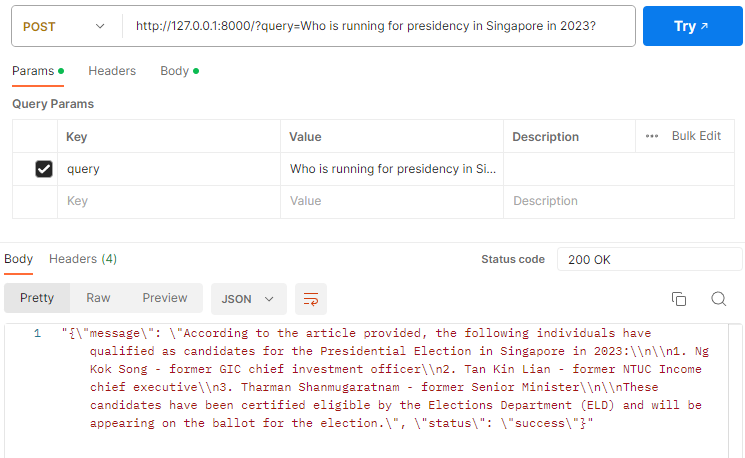 POST
http://127.0.0.1:8000/?query=Who is running for presidency in Singapore in 2023?
Try ↗
Params
Headers
Body
Query Params
Key Value Description ••• Bulk Edit
query Who is running for presidency in Si...
Key Value Description
Body Headers (4) Status code 200 OK
Pretty Raw Preview JSON
1 "{\"message\": \"According to the article provided, the following individuals have
qualified as candidates for the Presidential Election in Singapore in 2023:\\n\\n1. Ng
Kok Song - former GIC chief investment officer\\n2. Tan Kin Lian - former NTUC Income
chief executive\\n3. Tharman Shanmugaratnam - former Senior Minister\\n\\nThese
candidates have been certified eligible by the Elections Department (ELD) and will be
appearing on the ballot for the election.\", \"status\": \"success\"}"